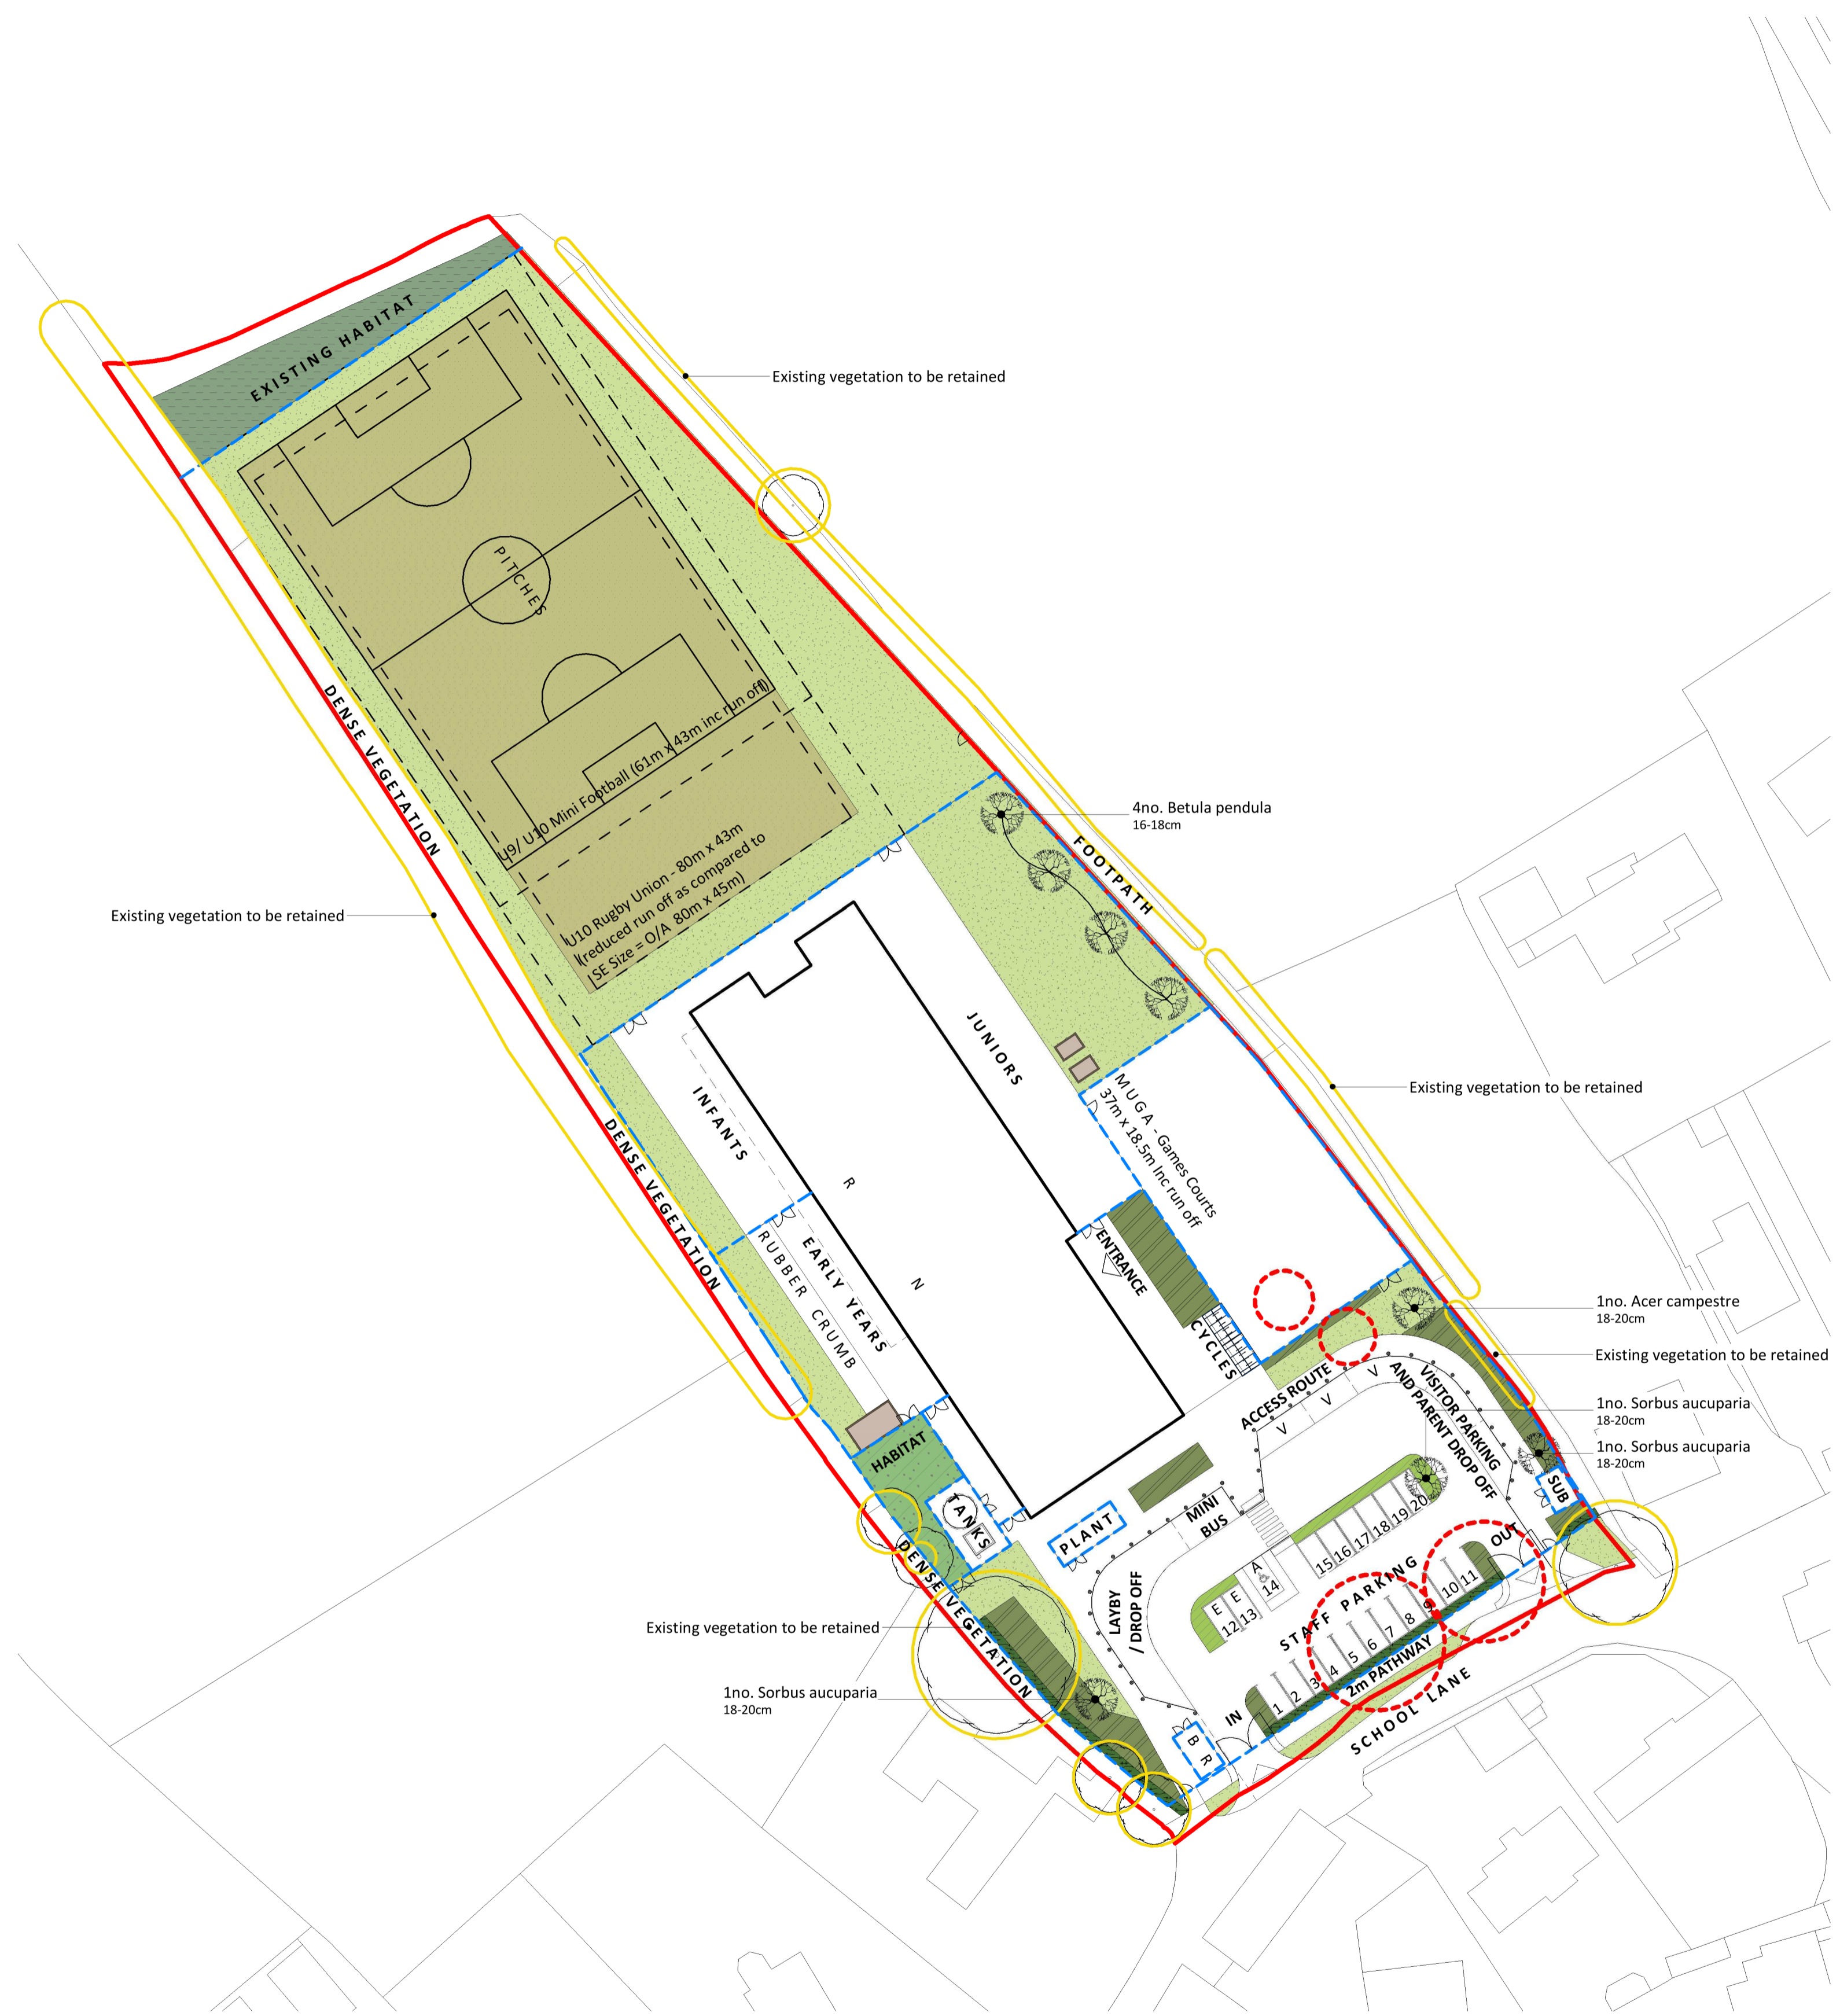 EXISTING HABITAT
Existing vegetation to be retained
PITCHES
DENSE VEGETATION
U9/ U10 Mini Football (61m x 43m inc run off)
4no. Betula pendula
16-18cm
FOOTPATH
U10 Rugby Union - 80m x 43m
(reduced run off as compared to
SE Size = O/A 80m x 45m)
Existing vegetation to be retained
JUNIORS
INFANTS
MUGA - Games Courts
37m x 18.5m Inc run off
Existing vegetation to be retained
DENSE VEGETATION
R
N
EARLY YEARS
RUBBER CRUMB
ENTRANCE
CYCLES
1no. Acer campestre
18-20cm
Existing vegetation to be retained
ACCESS ROUTE
V
V
V
VISITOR PARKING
AND PARENT DROP OFF
1no. Sorbus aucuparia
18-20cm
1no. Sorbus aucuparia
18-20cm
HABITAT
TANKS
PLANT
MINI
BUS
SUB
OUT
15 16 17 18 19 20
A
14
E E
12 13
STAFF PARKING
1 2 3 4 5 6 7 8 9 10 11
LAYBY
/ DROP OFF
DENSE VEGETATION
Existing vegetation to be retained
1no. Sorbus aucuparia
18-20cm
2m PATHWAY
IN
B R
SCHOOL LANE